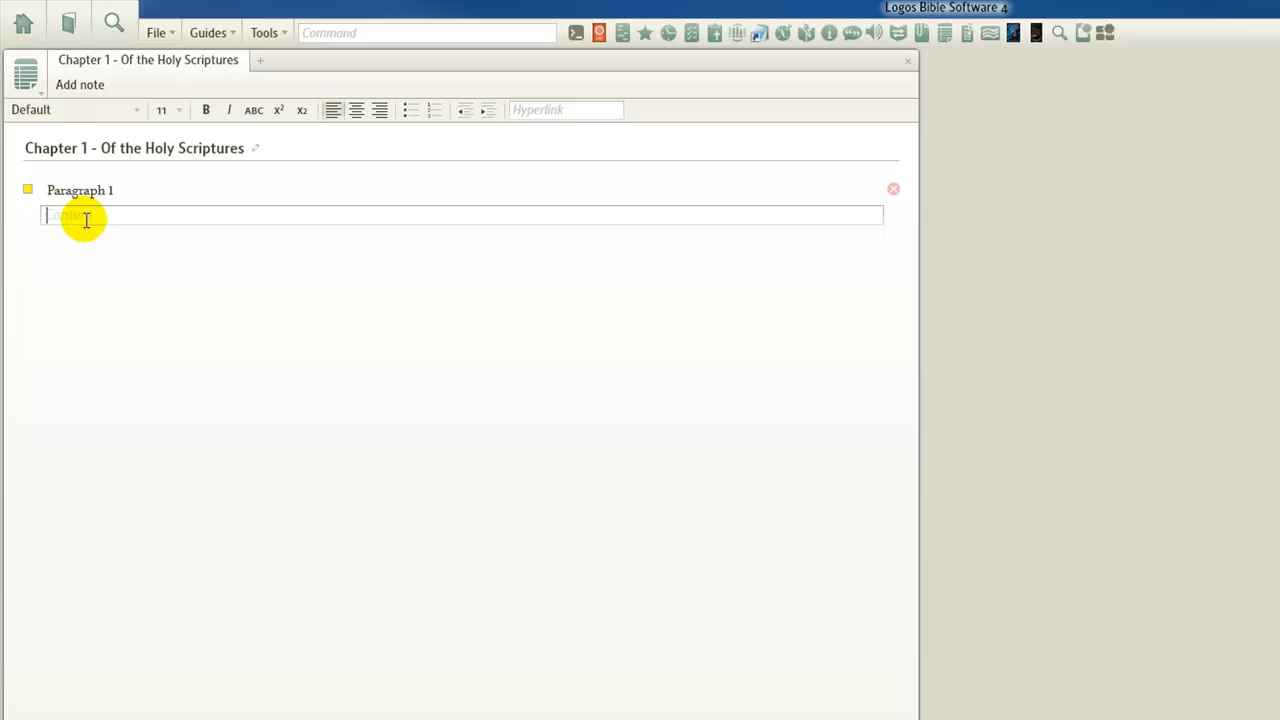 Logos Bible Software 4
File Guides Tools Command
Chapter 1 - Of the Holy Scriptures +
Add note
Default 11 B I ABC X² X₂ Hyperlink
Chapter 1 - Of the Holy Scriptures
Paragraph 1
Content